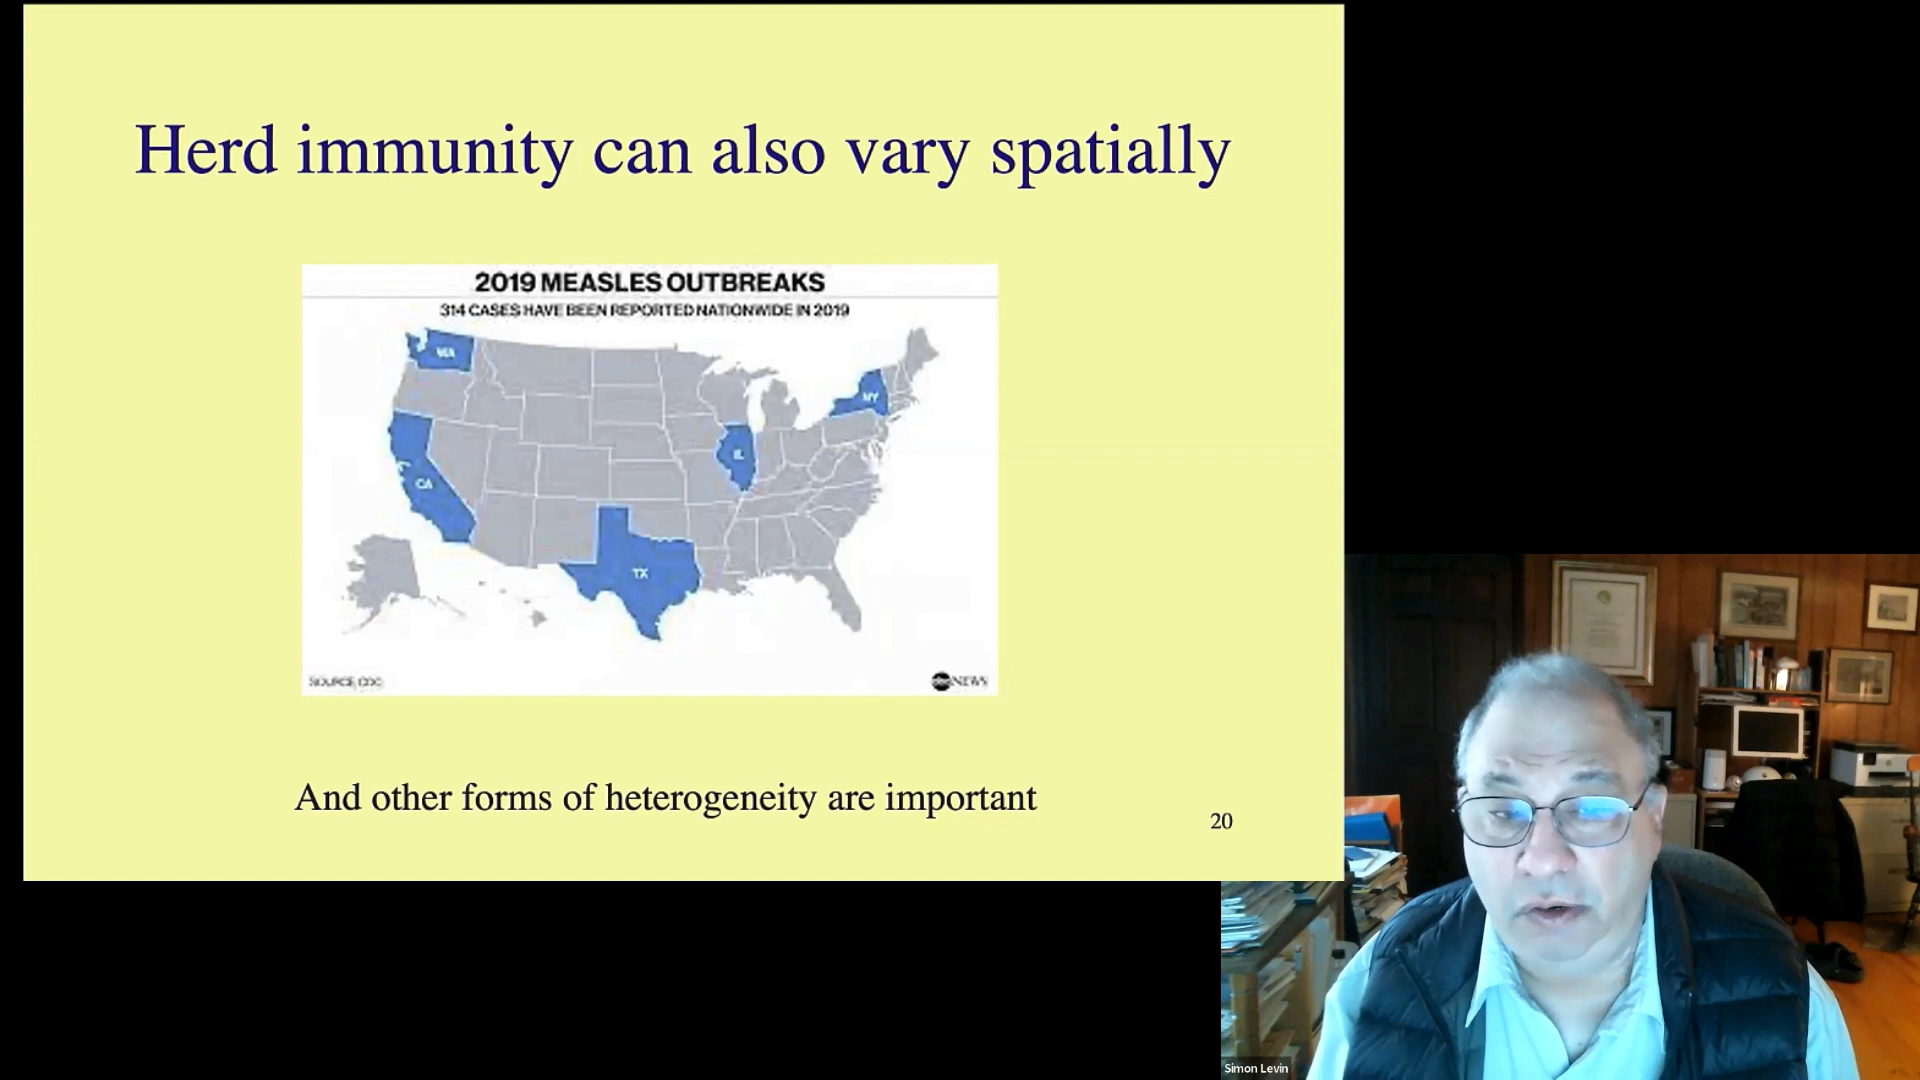 Herd immunity can also vary spatially
2019 MEASLES OUTBREAKS
314 CASES HAVE BEEN REPORTED NATIONWIDE IN 2019
WA
NY
IL
CA
TX
SOURCE: CDC
abc NEWS
And other forms of heterogeneity are important
20
Simon Levin